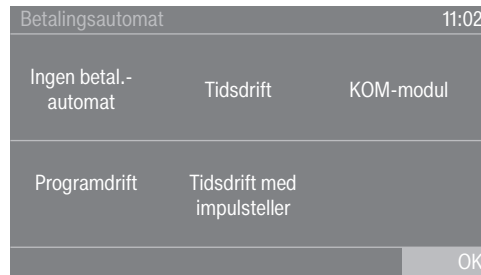 Betalingsautomat 11:02
Ingen betal.-
automat
Tidsdrift
KOM-modul
Programdrift
Tidsdrift med
impulsteller
OK